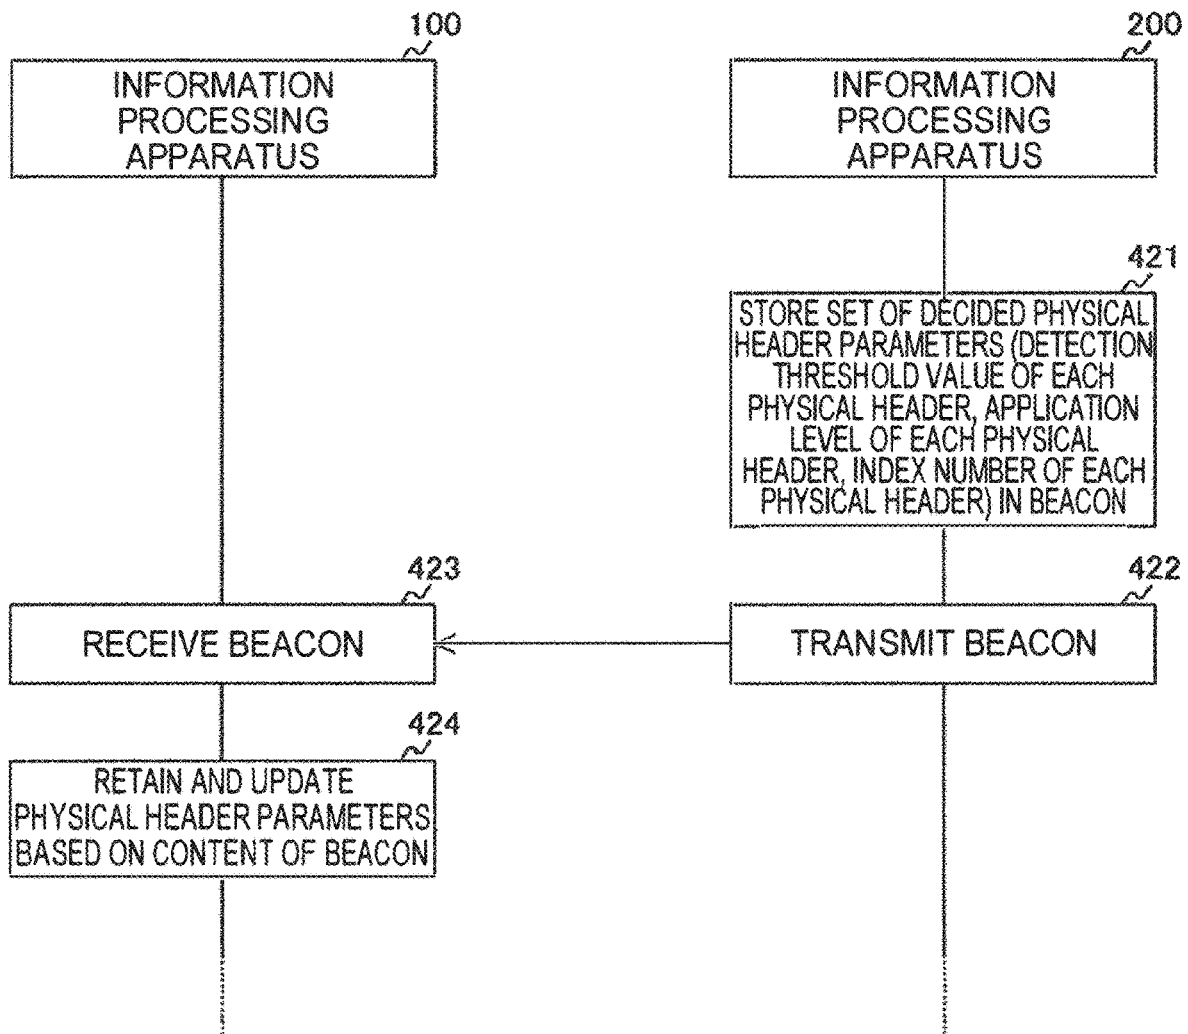 100
INFORMATION
PROCESSING
APPARATUS
200
INFORMATION
PROCESSING
APPARATUS
421
STORE SET OF DECIDED PHYSICAL
HEADER PARAMETERS (DETECTION
THRESHOLD VALUE OF EACH
PHYSICAL HEADER, APPLICATION
LEVEL OF EACH PHYSICAL
HEADER, INDEX NUMBER OF EACH
PHYSICAL HEADER) IN BEACON
423
RECEIVE BEACON
422
TRANSMIT BEACON
424
RETAIN AND UPDATE
PHYSICAL HEADER PARAMETERS
BASED ON CONTENT OF BEACON